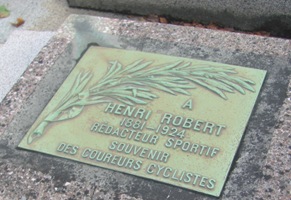 A
HENRI ROBERT
1881-1924
RÉDACTEUR SPORTIF
SOUVENIR
DES COUREURS CYCLISTES